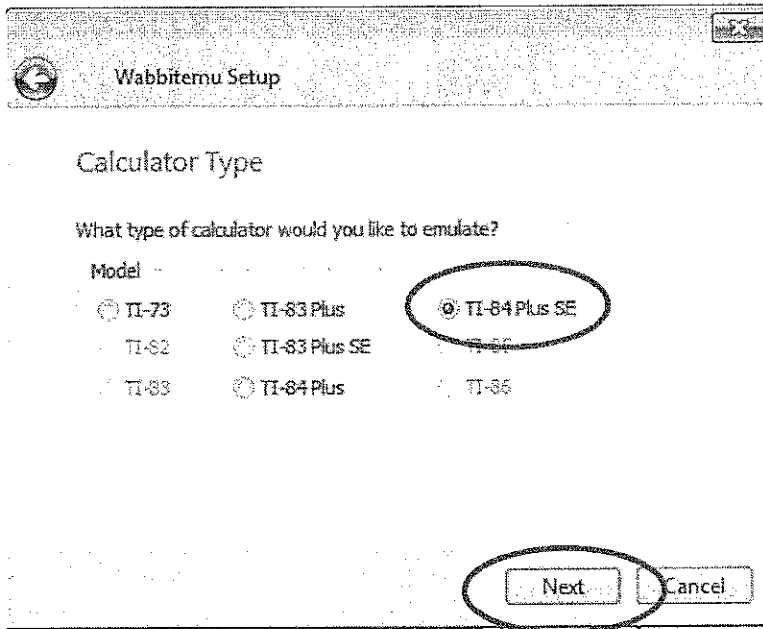 Wabbitemu Setup
Calculator Type
What type of calculator would you like to emulate?
Model
TI-73 TI-83 Plus TI-84 Plus SE
TI-82 TI-83 Plus SE TI-85
TI-83 TI-84 Plus TI-86
Next Cancel